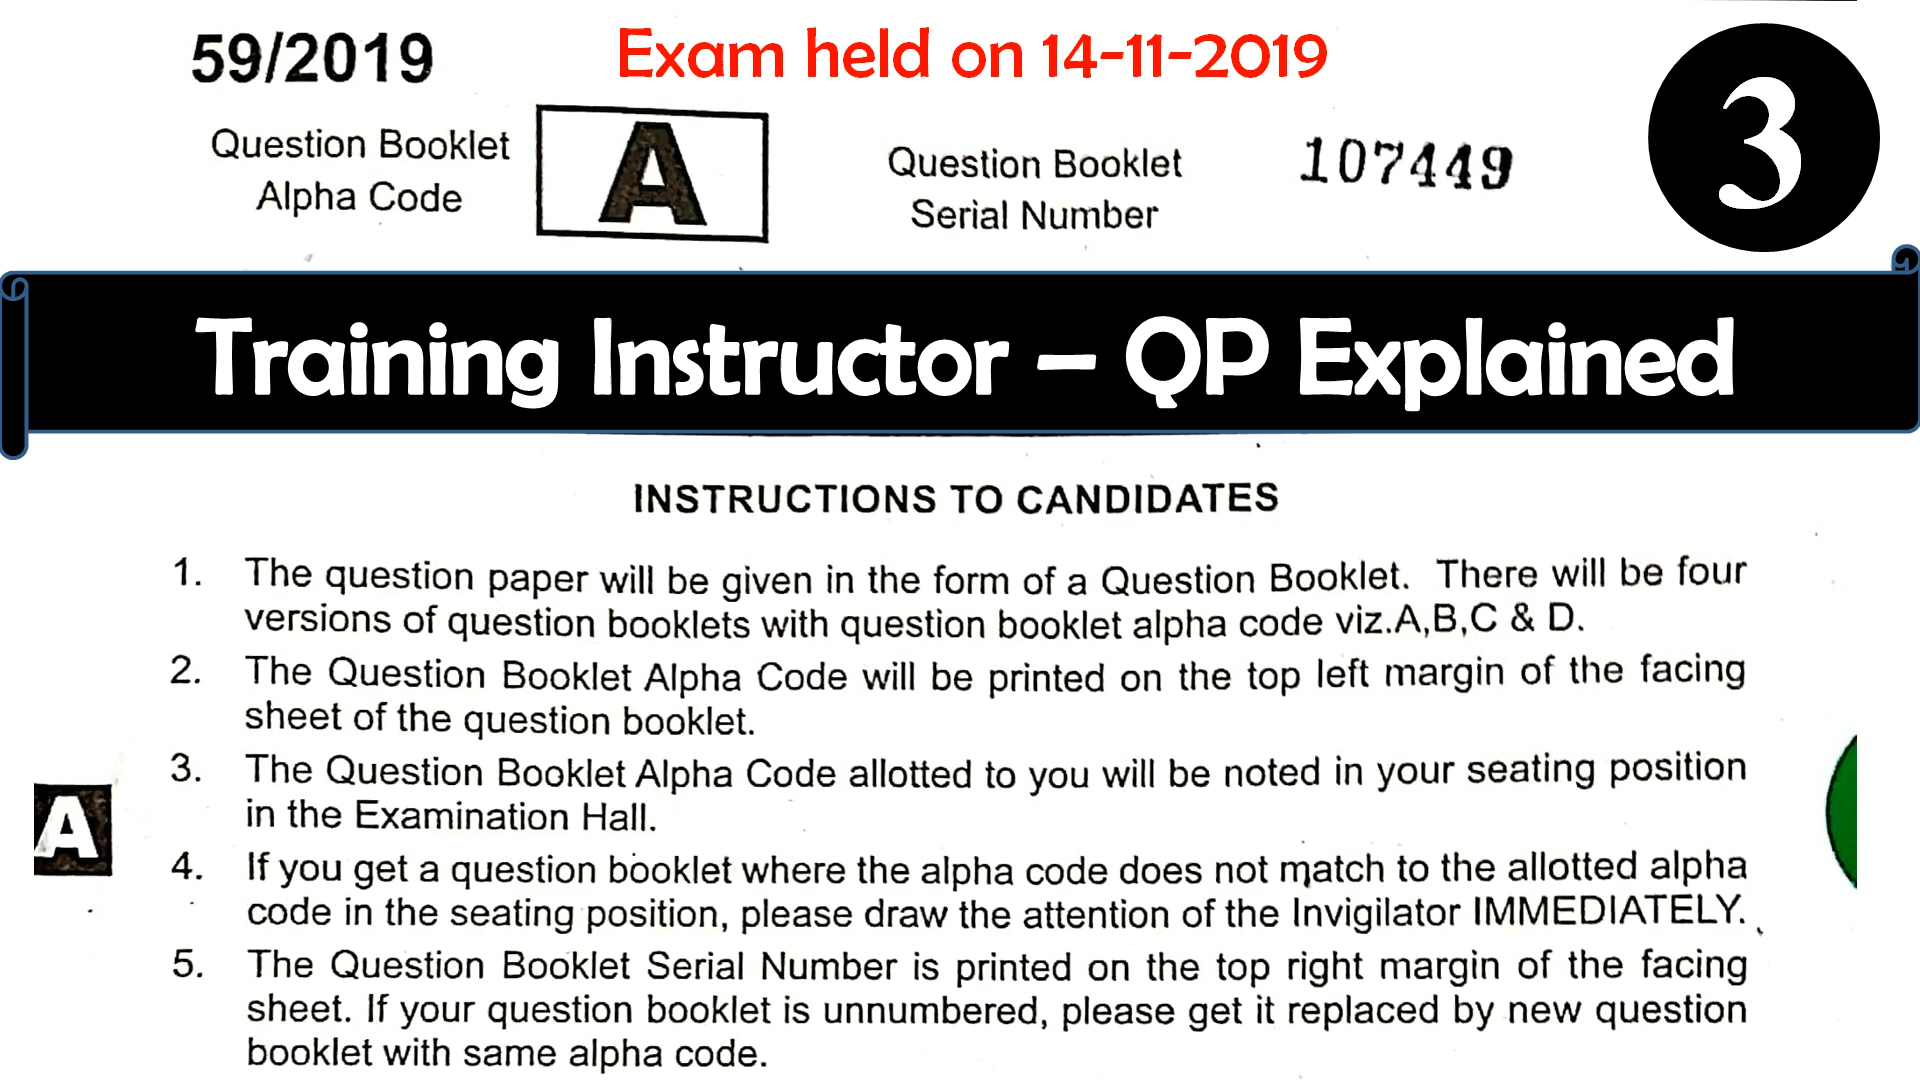 59/2019
Exam held on 14-11-2019
3
Question Booklet
Alpha Code
A
Question Booklet
Serial Number
107449
Training Instructor – QP Explained
INSTRUCTIONS TO CANDIDATES
1. The question paper will be given in the form of a Question Booklet. There will be four
versions of question booklets with question booklet alpha code viz.A,B,C & D.
2. The Question Booklet Alpha Code will be printed on the top left margin of the facing
sheet of the question booklet.
3. The Question Booklet Alpha Code allotted to you will be noted in your seating position
in the Examination Hall.
A
4. If you get a question booklet where the alpha code does not match to the allotted alpha
code in the seating position, please draw the attention of the Invigilator IMMEDIATELY.
5. The Question Booklet Serial Number is printed on the top right margin of the facing
sheet. If your question booklet is unnumbered, please get it replaced by new question
booklet with same alpha code.